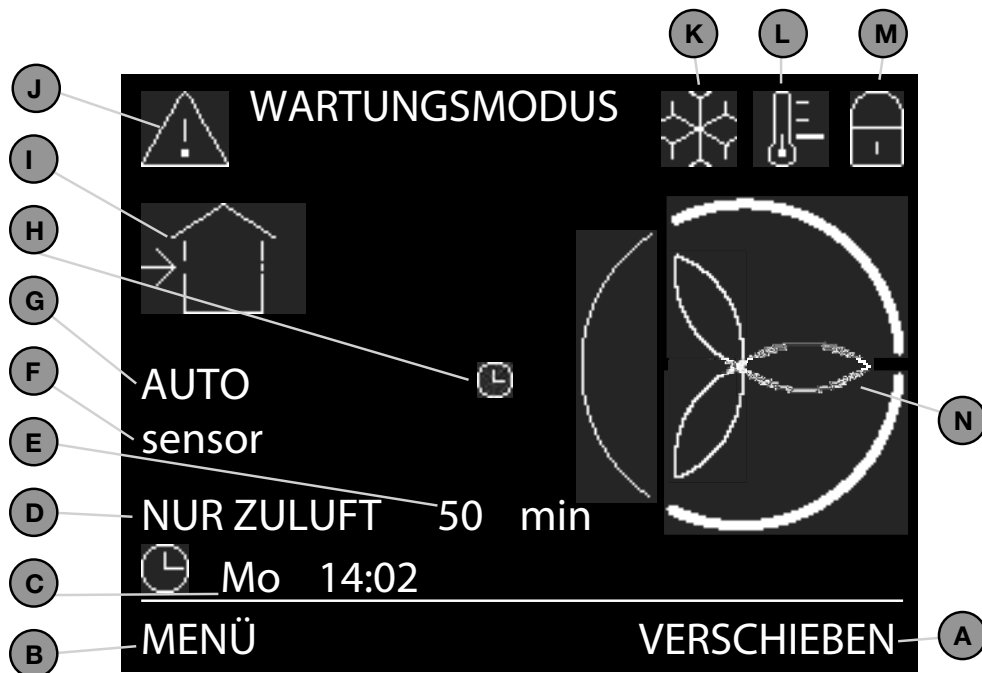 K L M
J WARTUNGSMODUS
I
H
G AUTO
F sensor
E
N
D NUR ZULUFT 50 min
C Mo 14:02
B MENÜ VERSCHIEBEN A